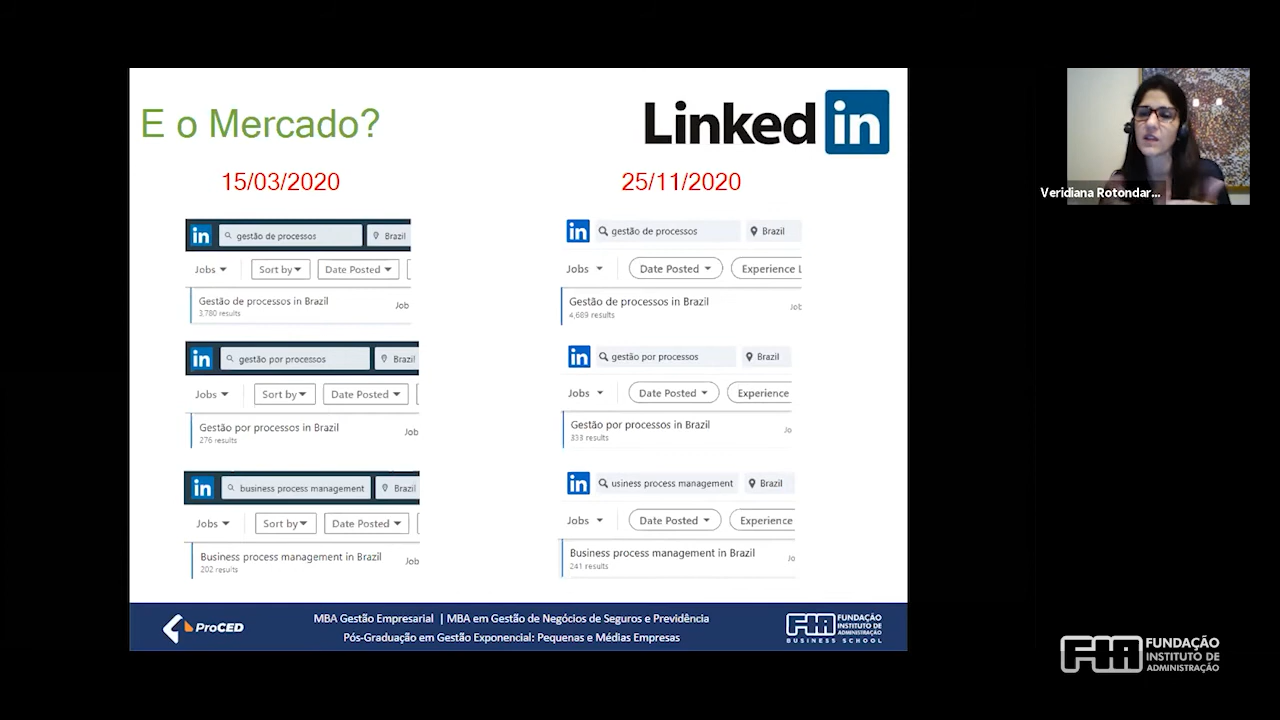 E o Mercado?
Linked in
15/03/2020
25/11/2020
in gestão de processos Brazil
Jobs Sort by Date Posted
Gestão de processos in Brazil Job
3,780 results
in gestão por processos Brazil
Jobs Sort by Date Posted
Gestão por processos in Brazil Job
276 results
in business process management Brazil
Jobs Sort by Date Posted
Business process management in Brazil Job
202 results
in gestão de processos Brazil
Jobs Date Posted Experience L
Gestão de processos in Brazil Job
4,689 results
in gestão por processos Brazil
Jobs Date Posted Experience
Gestão por processos in Brazil Jo
333 results
in usiness process management Brazil
Jobs Date Posted Experience
Business process management in Brazil Jo
241 results
ProCED
MBA Gestão Empresarial | MBA em Gestão de Negócios de Seguros e Previdência
Pós-Graduação em Gestão Exponencial: Pequenas e Médias Empresas
FIA FUNDAÇÃO
INSTITUTO DE
ADMINISTRAÇÃO
BUSINESS SCHOOL
Veridiana Rotondar...
FIA FUNDAÇÃO
INSTITUTO DE
ADMINISTRAÇÃO